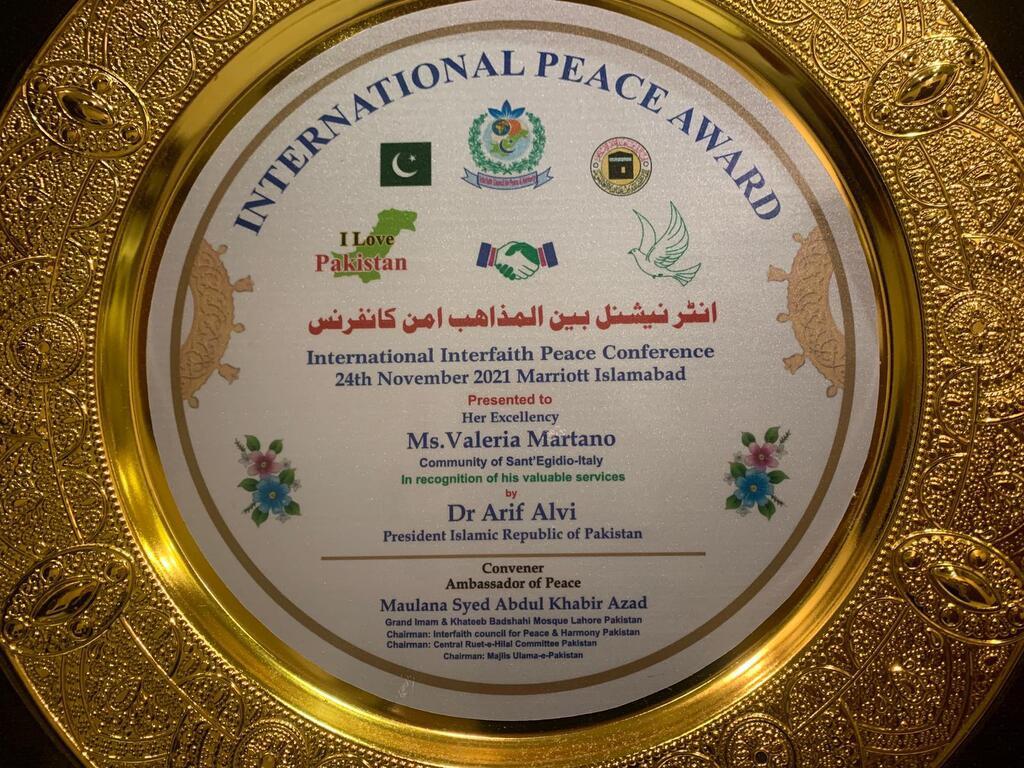 INTERNATIONAL PEACE AWARD
I Love
Pakistan
انٹر نیشنل بین المذاهب امن کانفرنس
International Interfaith Peace Conference
24th November 2021 Marriott Islamabad
Presented to
Her Excellency
Ms.Valeria Martano
Community of Sant'Egidio-Italy
In recognition of his valuable services
by
Dr Arif Alvi
President Islamic Republic of Pakistan
Convener
Ambassador of Peace
Maulana Syed Abdul Khabir Azad
Grand Imam & Khateeb Badshahi Mosque Lahore Pakistan
Chairman: Interfaith council for Peace & Harmony Pakistan
Chairman: Central Ruet-e-Hilal Committee Pakistan
Chairman: Majlis Ulama-e-Pakistan